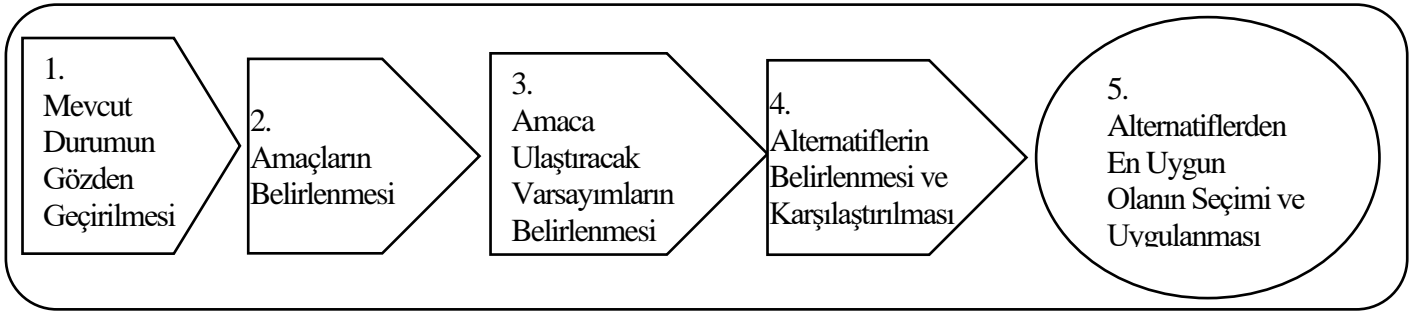 1.
Mevcut
Durumun
Gözden
Geçirilmesi
2.
Amaçların
Belirlenmesi
3.
Amaca
Ulaştıracak
Varsayımların
Belirlenmesi
4.
Alternatiflerin
Belirlenmesi ve
Karşılaştırılması
5.
Alternatiflerden
En Uygun
Olanın Seçimi ve
Uygulanması